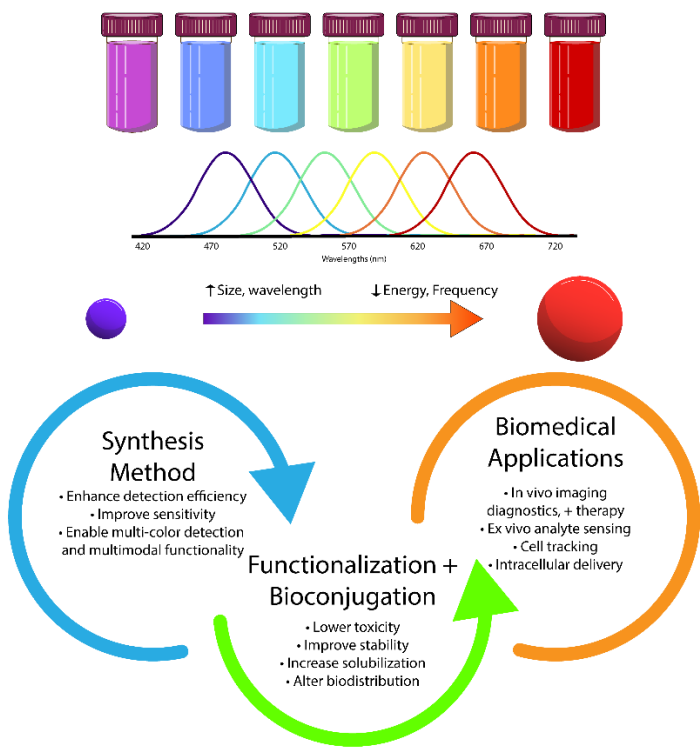 420 470 520 570 620 670 720
Wavelengths (nm)
↑Size, wavelength ↓Energy, Frequency
Synthesis
Method
• Enhance detection efficiency
• Improve sensitivity
• Enable multi-color detection
and multimodal functionality
Functionalization +
Bioconjugation
• Lower toxicity
• Improve stability
• Increase solubilization
• Alter biodistribution
Biomedical
Applications
• In vivo imaging
diagnostics, + therapy
• Ex vivo analyte sensing
• Cell tracking
• Intracellular delivery